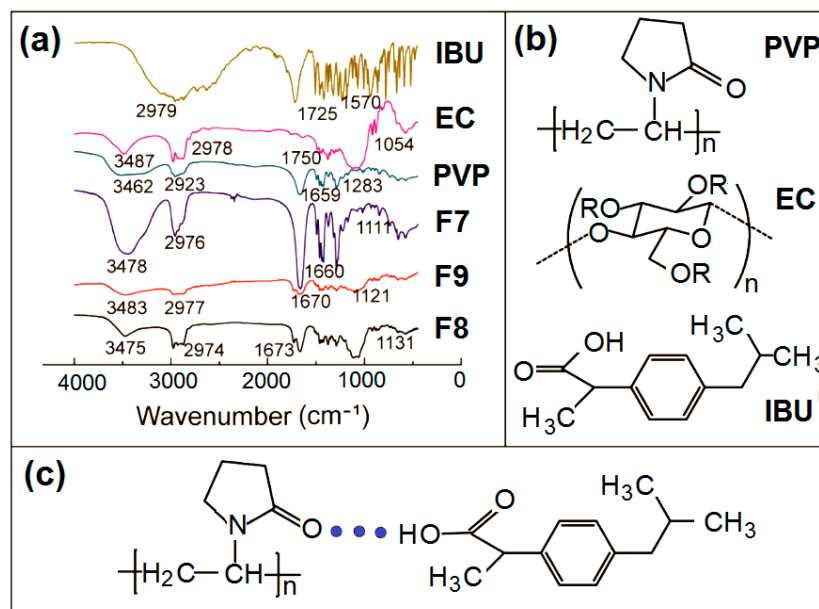 (a)
IBU
2979
1725
1570
EC
3487
2978
1750
1054
PVP
3462
2923
1659
1283
F7
3478
2976
1660
1111
F9
3483
2977
1670
1121
F8
3475
2974
1673
1131
4000 3000 2000 1000 0
Wavenumber (cm⁻¹)
(b)
PVP
N
O
H₂C
CH
n
EC
RO
OR
O
O
OR
n
OH
O
H₃C
H₃C
CH₃
IBU
(c)
N
O
HO
O
H₃C
CH₃
H₃C
H₂C
CH
n